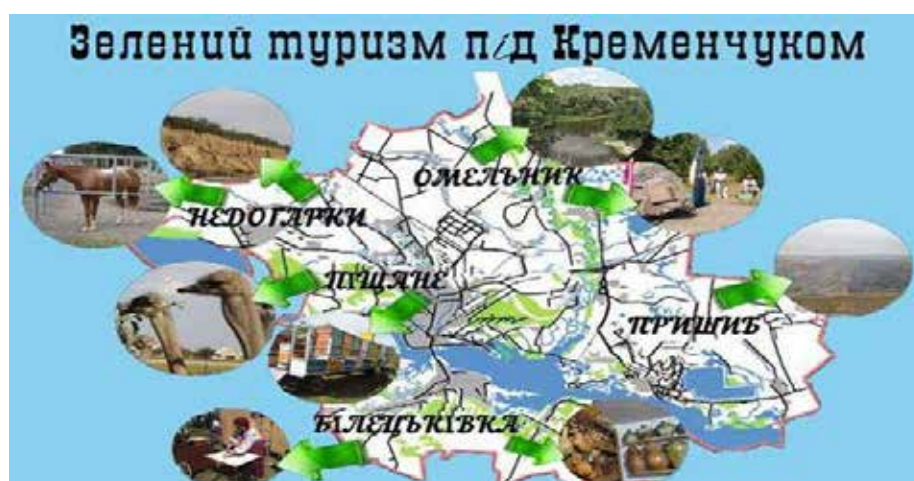 Зелений туризм під Кременчуком
ОМЕЛЬНИК
НЕДОГАРКИ
ПІЩАНЕ
ПРИШИБ
БІЛЕЦЬКІВКА